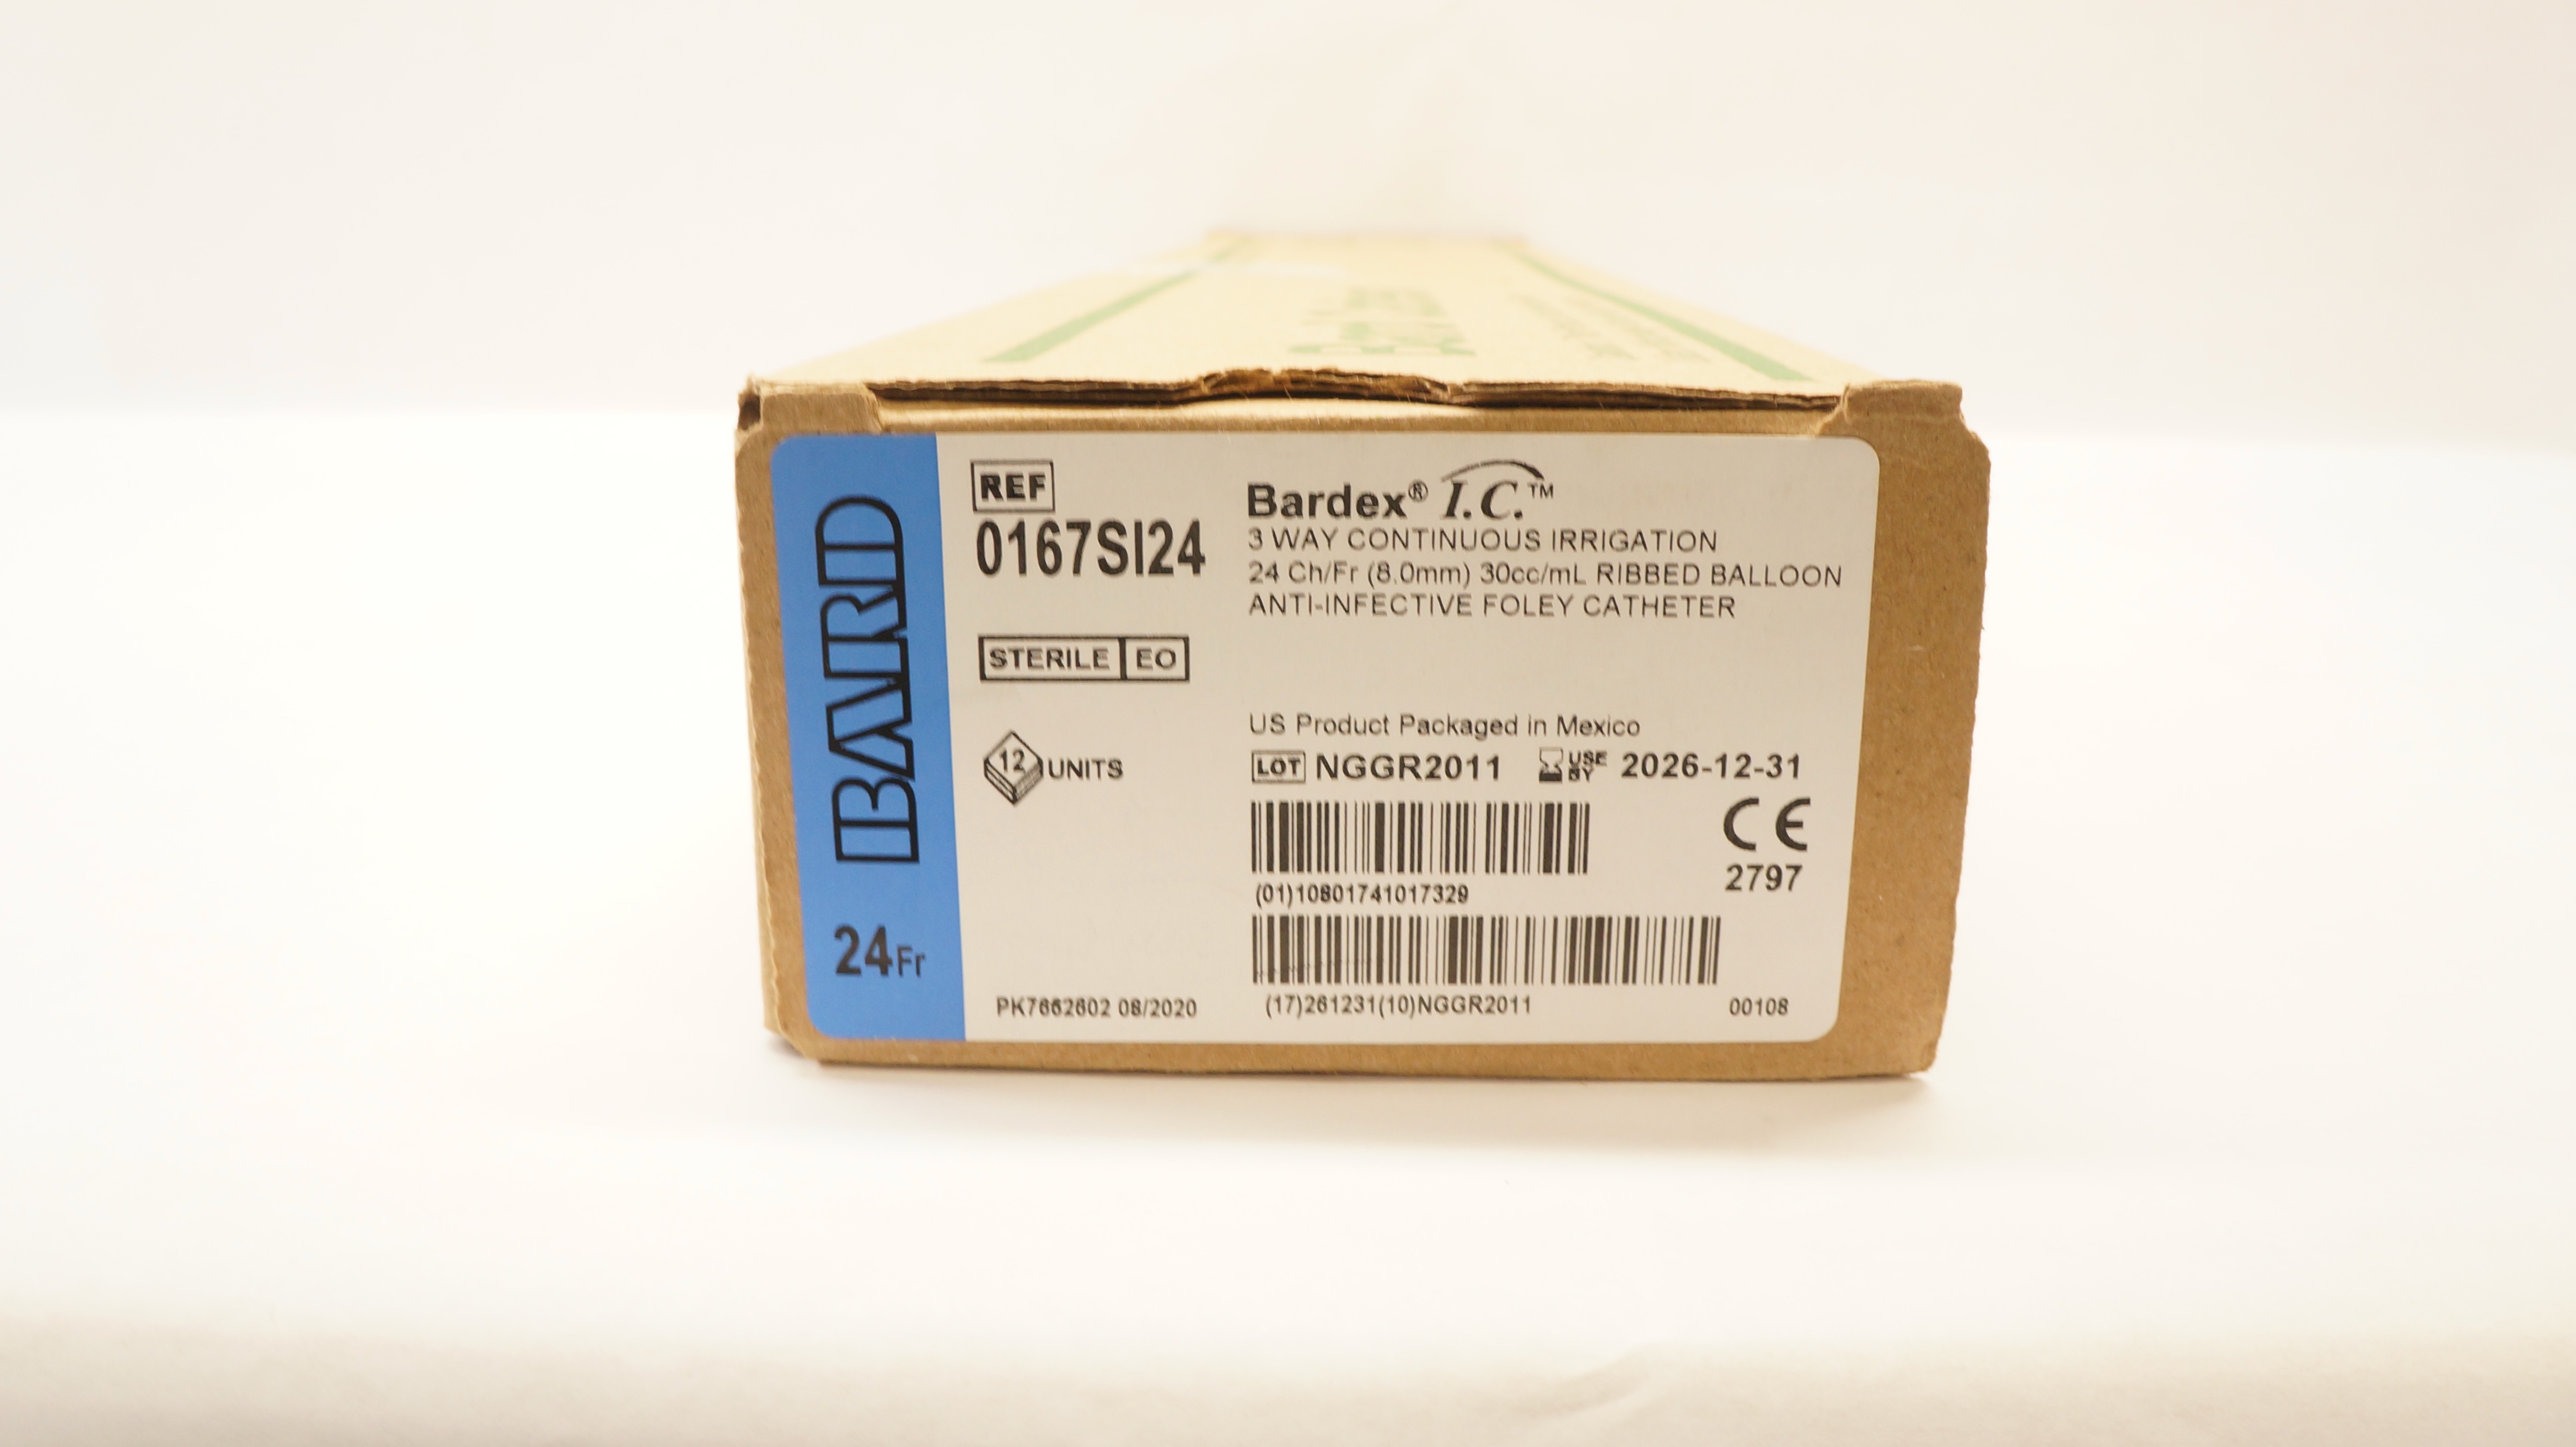 BARD
24Fr
REF
0167SI24
STERILE EO
12 UNITS
PK7662602 08/2020
Bardex® I.C.™
3 WAY CONTINUOUS IRRIGATION
24 Ch/Fr (8.0mm) 30cc/mL RIBBED BALLOON
ANTI-INFECTIVE FOLEY CATHETER
US Product Packaged in Mexico
LOT NGGR2011 USE BY 2026-12-31
CE
2797
(01)10801741017329
(17)261231(10)NGGR2011
00108